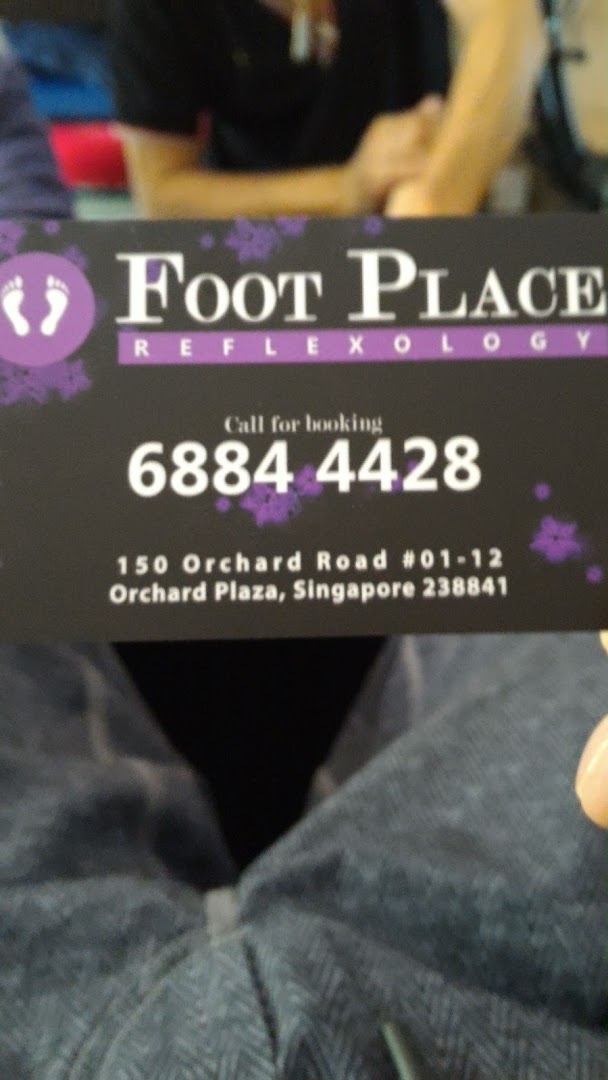 FOOT PLACE
REFLEXOLOGY
Call for booking
6884 4428
150 Orchard Road #01-12
Orchard Plaza, Singapore 238841